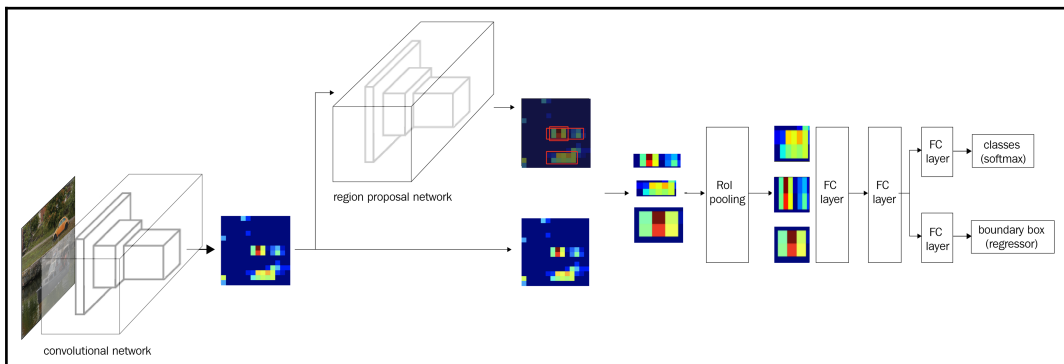 convolutional network
region proposal network
RoI
pooling
FC
layer
FC
layer
FC
layer
classes
(softmax)
FC
layer
boundary box
(regressor)